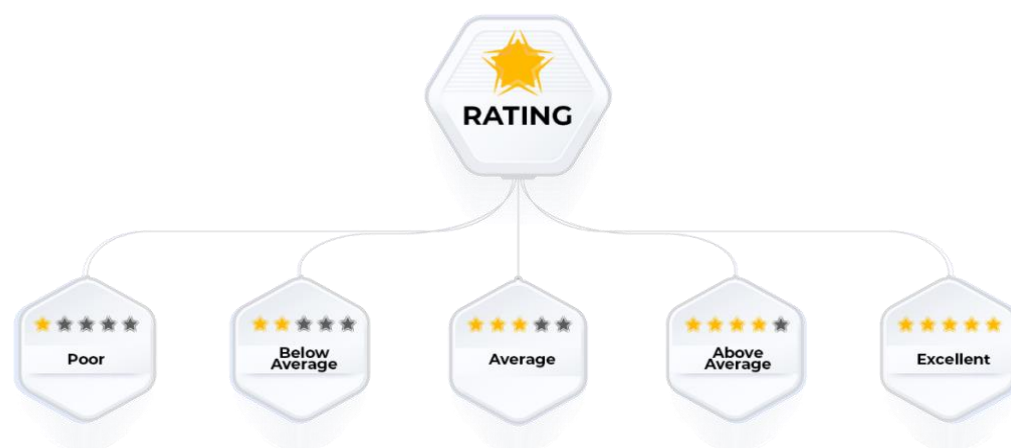 RATING
Poor
Below
Average
Average
Above
Average
Excellent